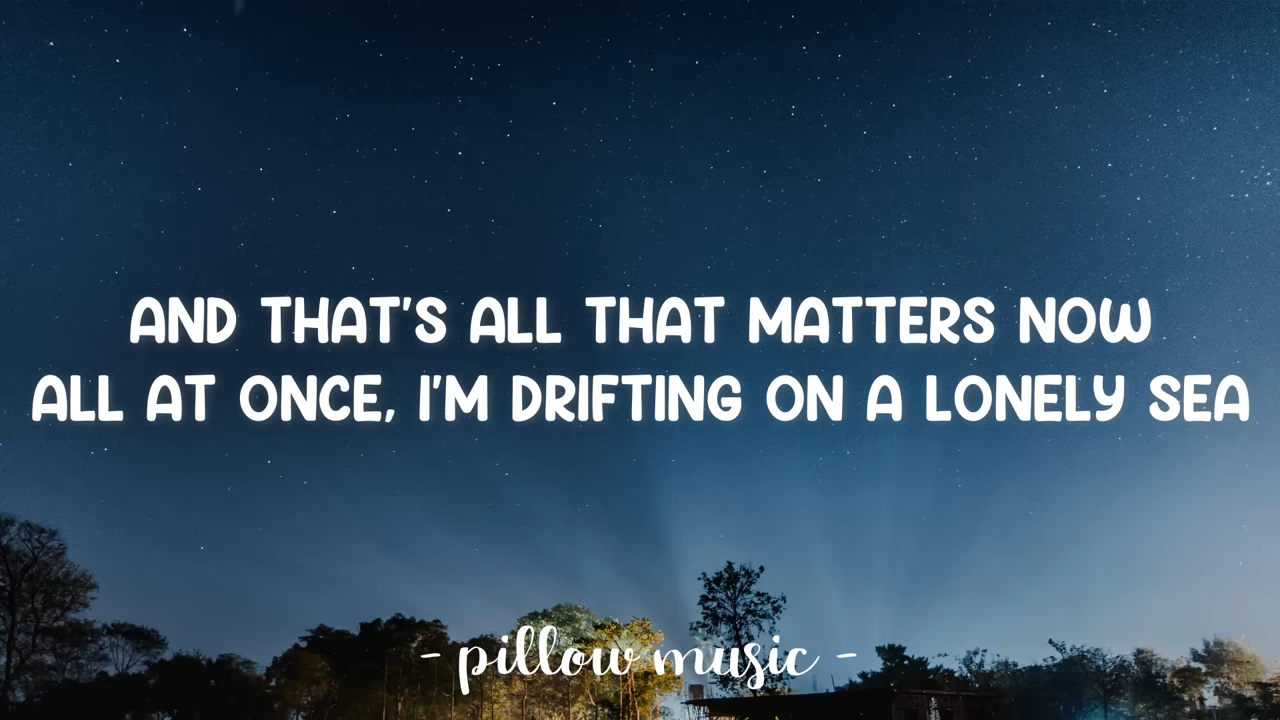 AND THAT'S ALL THAT MATTERS NOW
ALL AT ONCE, I'M DRIFTING ON A LONELY SEA
- pillow music -